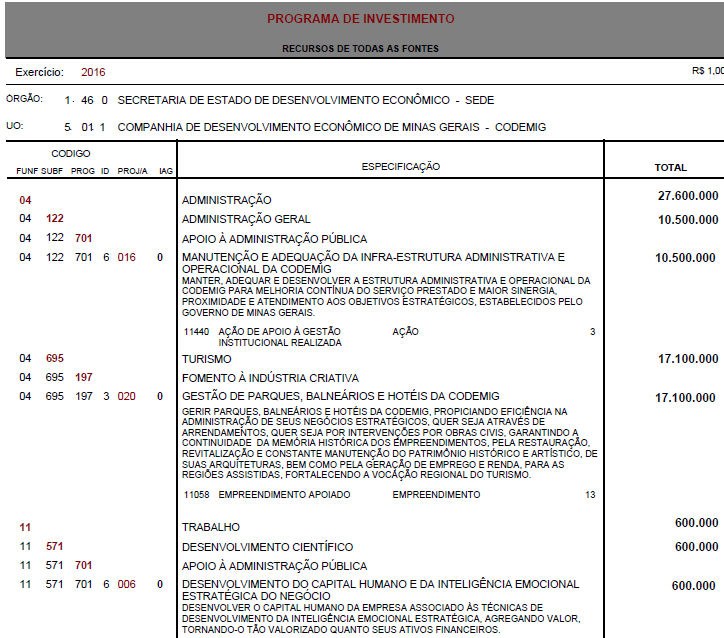 PROGRAMA DE INVESTIMENTO
RECURSOS DE TODAS AS FONTES
Exercício: 2016 R$ 1,00
ÓRGÃO: 1. 46 0 SECRETARIA DE ESTADO DE DESENVOLVIMENTO ECONÔMICO - SEDE
UO: 5. 01 1 COMPANHIA DE DESENVOLVIMENTO ECONÔMICO DE MINAS GERAIS - CODEMIG
CODIGO ESPECIFICAÇÃO TOTAL
FUNF SUBF PROG ID PROJ/A IAG
04 ADMINISTRAÇÃO 27.600.000
04 122 ADMINISTRAÇÃO GERAL 10.500.000
04 122 701 APOIO À ADMINISTRAÇÃO PÚBLICA
04 122 701 6 016 0 MANUTENÇÃO E ADEQUAÇÃO DA INFRA-ESTRUTURA ADMINISTRATIVA E 10.500.000
OPERACIONAL DA CODEMIG
MANTER, ADEQUAR E DESENVOLVER A ESTRUTURA ADMINISTRATIVA E OPERACIONAL DA
CODEMIG PARA MELHORIA CONTÍNUA DO SERVIÇO PRESTADO E MAIOR SINERGIA,
PROXIMIDADE E ATENDIMENTO AOS OBJETIVOS ESTRATÉGICOS, ESTABELECIDOS PELO
GOVERNO DE MINAS GERAIS.
11440 AÇÃO DE APOIO À GESTÃO AÇÃO 3
INSTITUCIONAL REALIZADA
04 695 TURISMO 17.100.000
04 695 197 FOMENTO À INDÚSTRIA CRIATIVA
04 695 197 3 020 0 GESTÃO DE PARQUES, BALNEÁRIOS E HOTÉIS DA CODEMIG 17.100.000
GERIR PARQUES, BALNEÁRIOS E HOTÉIS DA CODEMIG, PROPICIANDO EFICIÊNCIA NA
ADMINISTRAÇÃO DE SEUS NEGÓCIOS ESTRATÉGICOS, QUER SEJA ATRAVÉS DE
ARRENDAMENTOS, QUER SEJA POR INTERVENÇÕES POR OBRAS CIVIS, GARANTINDO A
CONTINUIDADE DA MEMÓRIA HISTÓRICA DOS EMPREENDIMENTOS, PELA RESTAURAÇÃO,
REVITALIZAÇÃO E CONSTANTE MANUTENÇÃO DO PATRIMÔNIO HISTÓRICO E ARTÍSTICO, DE
SUAS ARQUITETURAS, BEM COMO PELA GERAÇÃO DE EMPREGO E RENDA, PARA AS
REGIÕES ASSISTIDAS, FORTALECENDO A VOCAÇÃO REGIONAL DO TURISMO.
11058 EMPREENDIMENTO APOIADO EMPREENDIMENTO 13
11 TRABALHO 600.000
11 571 DESENVOLVIMENTO CIENTÍFICO 600.000
11 571 701 APOIO À ADMINISTRAÇÃO PÚBLICA
11 571 701 6 006 0 DESENVOLVIMENTO DO CAPITAL HUMANO E DA INTELIGÊNCIA EMOCIONAL 600.000
ESTRATÉGICA DO NEGÓCIO
DESENVOLVER O CAPITAL HUMANO DA EMPRESA ASSOCIADO ÀS TÉCNICAS DE
DESENVOLVIMENTO DA INTELIGÊNCIA EMOCIONAL ESTRATÉGICA, AGREGANDO VALOR,
TORNANDO-O TÃO VALORIZADO QUANTO SEUS ATIVOS FINANCEIROS.